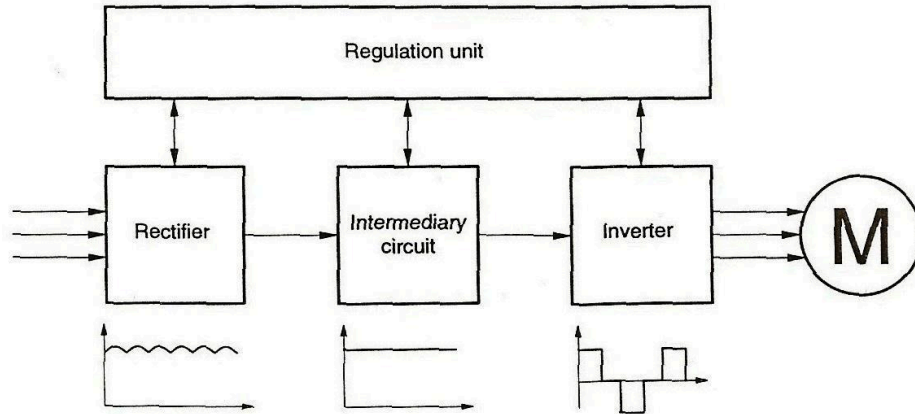 Regulation unit
Rectifier
Intermediary
circuit
Inverter
M